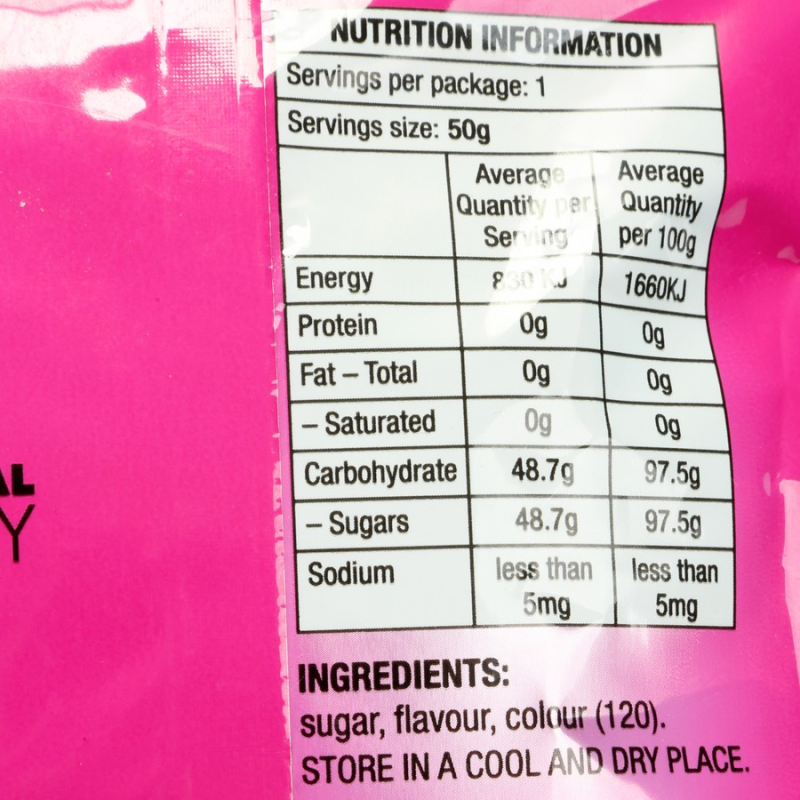 NUTRITION INFORMATION
Servings per package: 1
Servings size: 50g
Average Quantity per Serving
Average Quantity per 100g
Energy 830 KJ 1660KJ
Protein 0g 0g
Fat – Total 0g 0g
– Saturated 0g 0g
Carbohydrate 48.7g 97.5g
– Sugars 48.7g 97.5g
Sodium less than 5mg less than 5mg
AL
Y
INGREDIENTS:
sugar, flavour, colour (120).
STORE IN A COOL AND DRY PLACE.